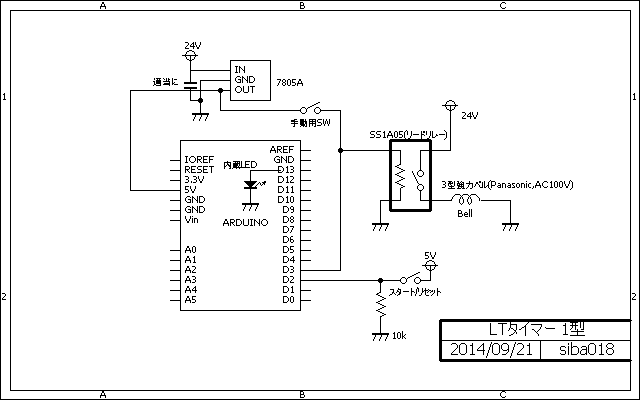 A B C
24V
IN
GND
OUT
7805A
適当に
1 1
手動用SW
24V
SS1A05(リードリレー)
3型強力ベル(Panasonic,AC100V)
Bell
AREF
GND
IOREF D13
RESET D12
3.3V D11
5V D10
GND D9
GND D8
Vin D7
D6
A0 D5
A1 D4
A2 D3
A3 D2
A4 D1
A5 D0
内蔵LED
ARDUINO
5V
スタート/リセット
10k
2 2
LTタイマー 1型
2014/09/21 siba018
A B C